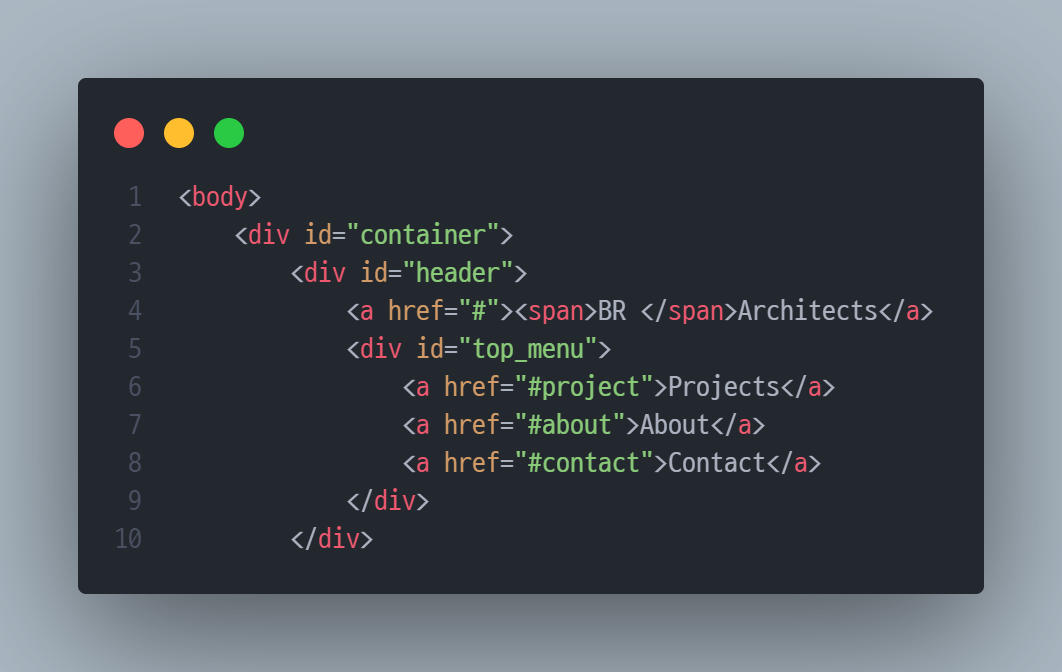 1 <body>
2     <div id="container">
3         <div id="header">
4             <a href="#"><span>BR </span>Architects</a>
5             <div id="top_menu">
6                 <a href="#project">Projects</a>
7                 <a href="#about">About</a>
8                 <a href="#contact">Contact</a>
9             </div>
10         </div>